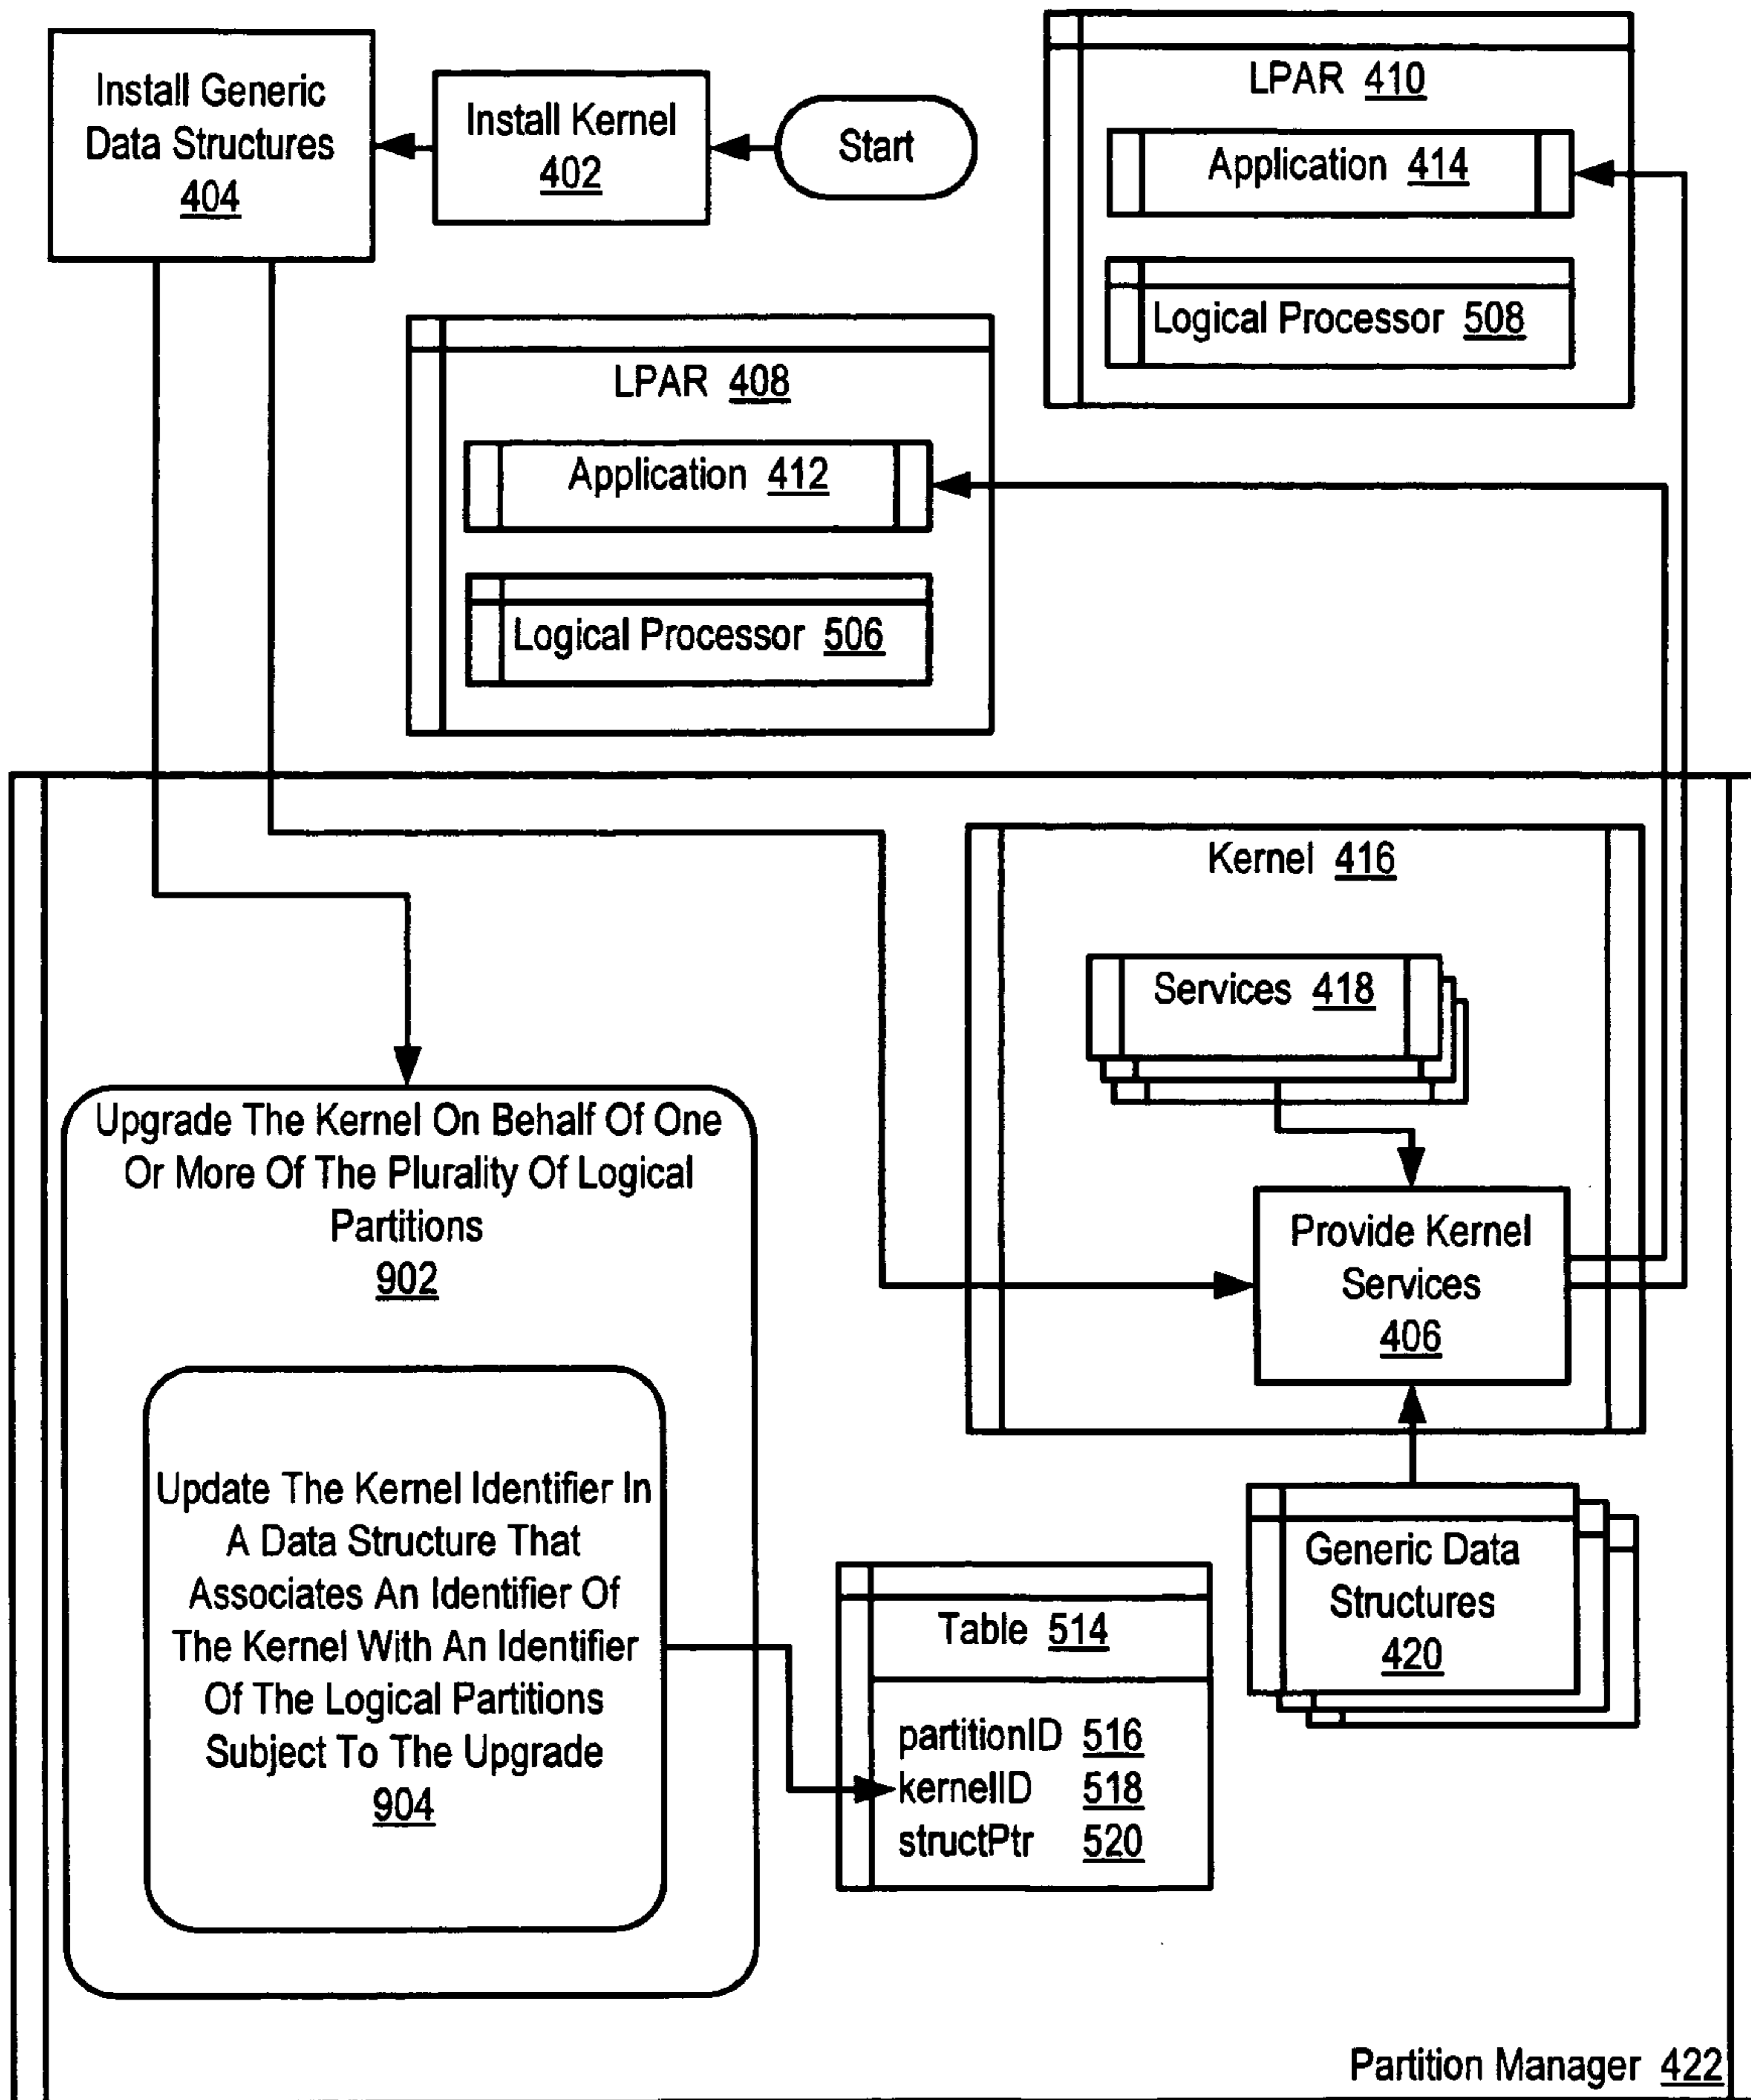 Install Generic
Data Structures
404
Install Kernel
402
Start
LPAR 410
Application 414
Logical Processor 508
LPAR 408
Application 412
Logical Processor 506
Kernel 416
Services 418
Provide Kernel
Services
406
Upgrade The Kernel On Behalf Of One
Or More Of The Plurality Of Logical
Partitions
902
Update The Kernel Identifier In
A Data Structure That
Associates An Identifier Of
The Kernel With An Identifier
Of The Logical Partitions
Subject To The Upgrade
904
Table 514
partitionID 516
kernelID 518
structPtr 520
Generic Data
Structures
420
Partition Manager 422